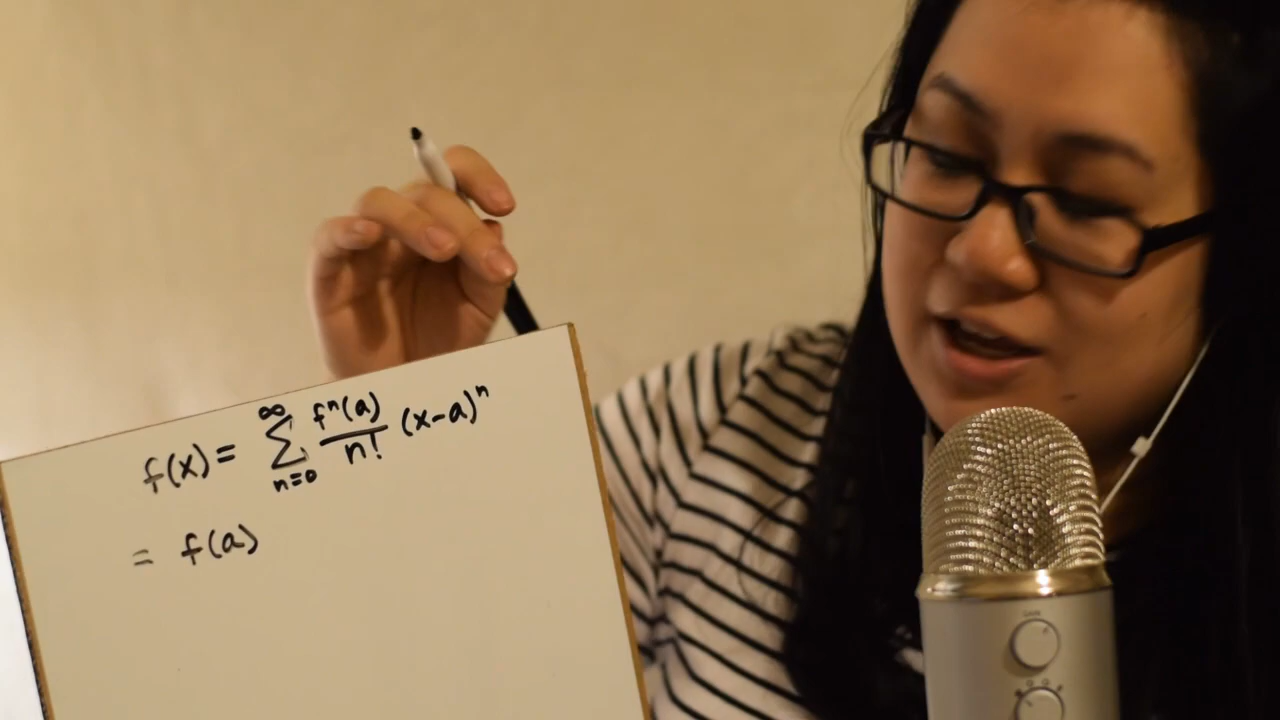 f(x) = ∞ Σ n=0 fⁿ(a) / n! (x-a)ⁿ
= f(a)